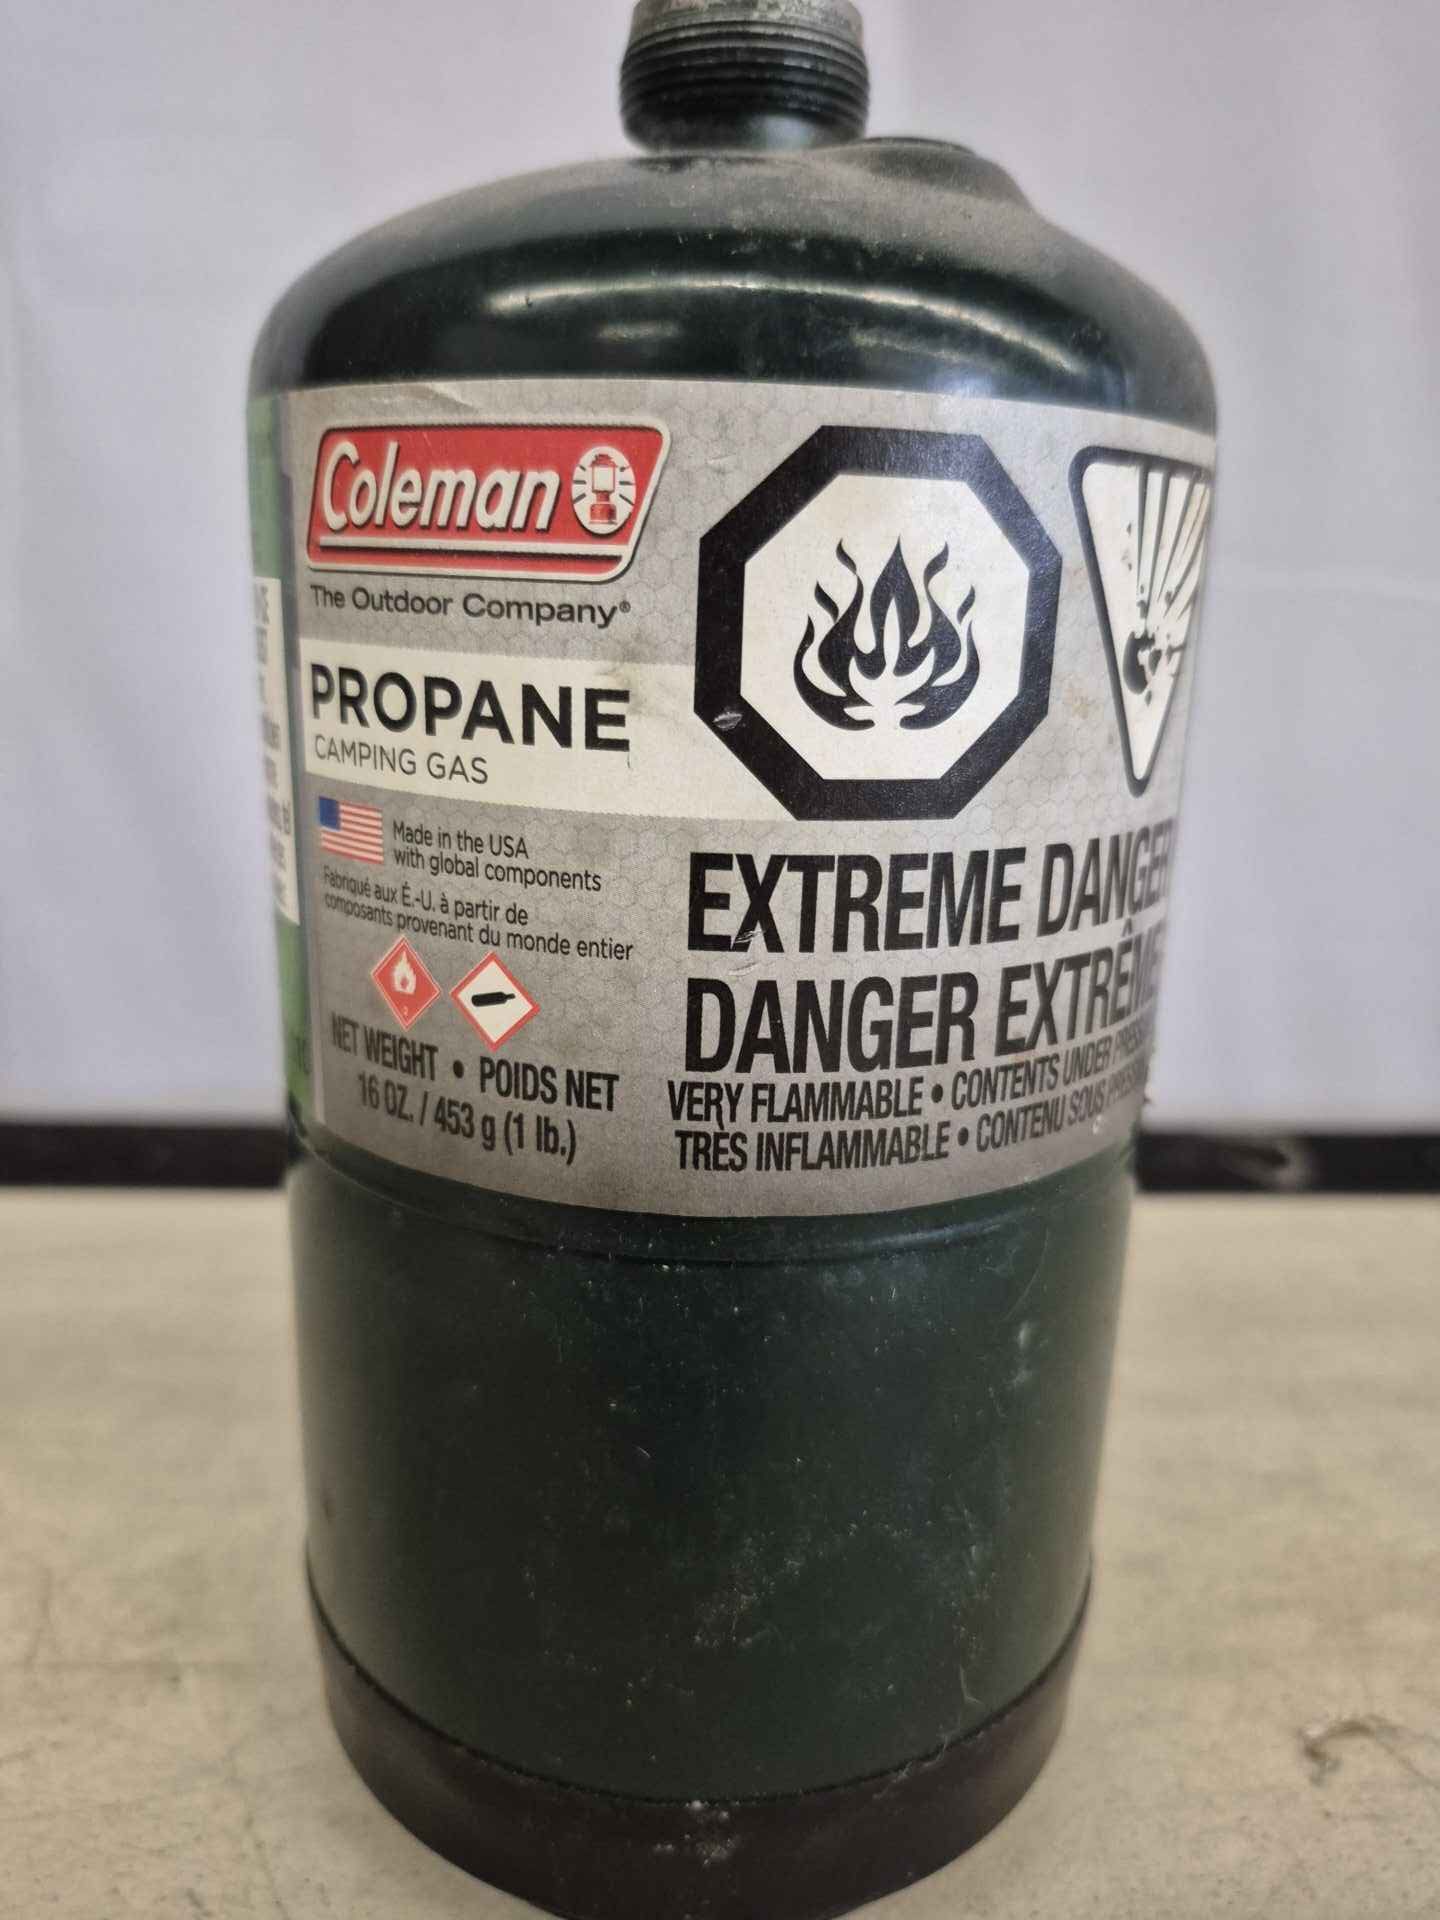 Coleman
The Outdoor Company®
PROPANE
CAMPING GAS
Made in the USA
with global components
Fabriqué aux É.-U. à partir de
composants provenant du monde entier
NET WEIGHT • POIDS NET
16 OZ. / 453 g (1 lb.)
EXTREME DANGER
DANGER EXTRÊME
VERY FLAMMABLE • CONTENTS UNDER
TRÈS INFLAMMABLE • CONTENU SOUS